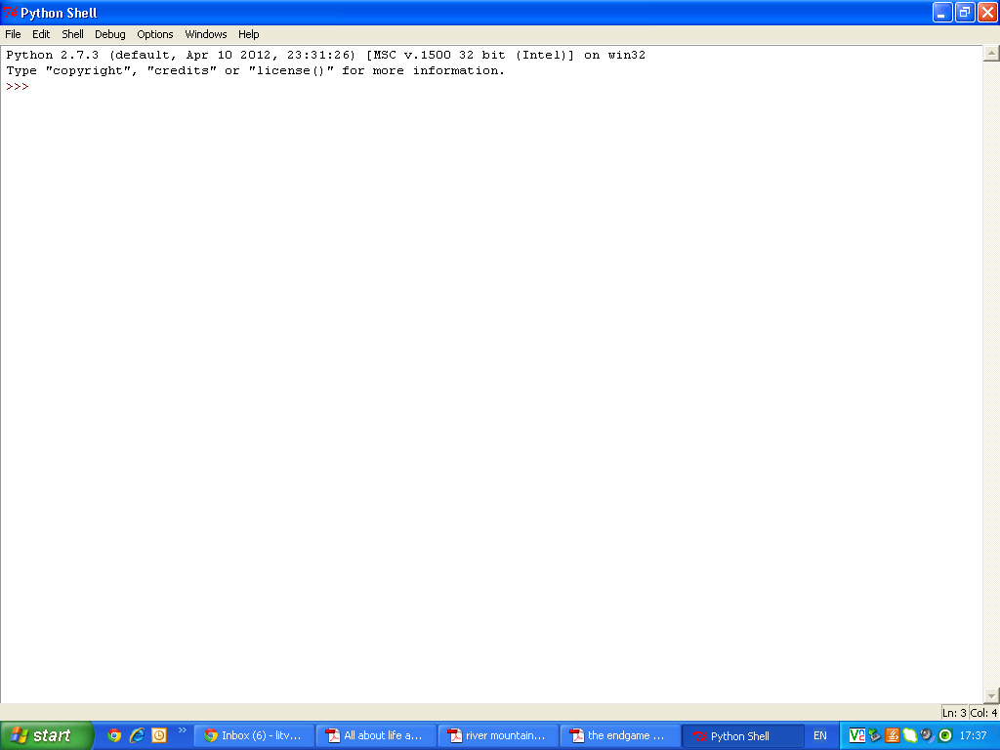 Python Shell
File Edit Shell Debug Options Windows Help
Python 2.7.3 (default, Apr 10 2012, 23:31:26) [MSC v.1500 32 bit (Intel)] on win32
Type "copyright", "credits" or "license()" for more information.
>>>
Ln: 3 Col: 4
start Inbox (6) - litv... All about life a... river mountain... the endgame ... Python Shell EN 17:37